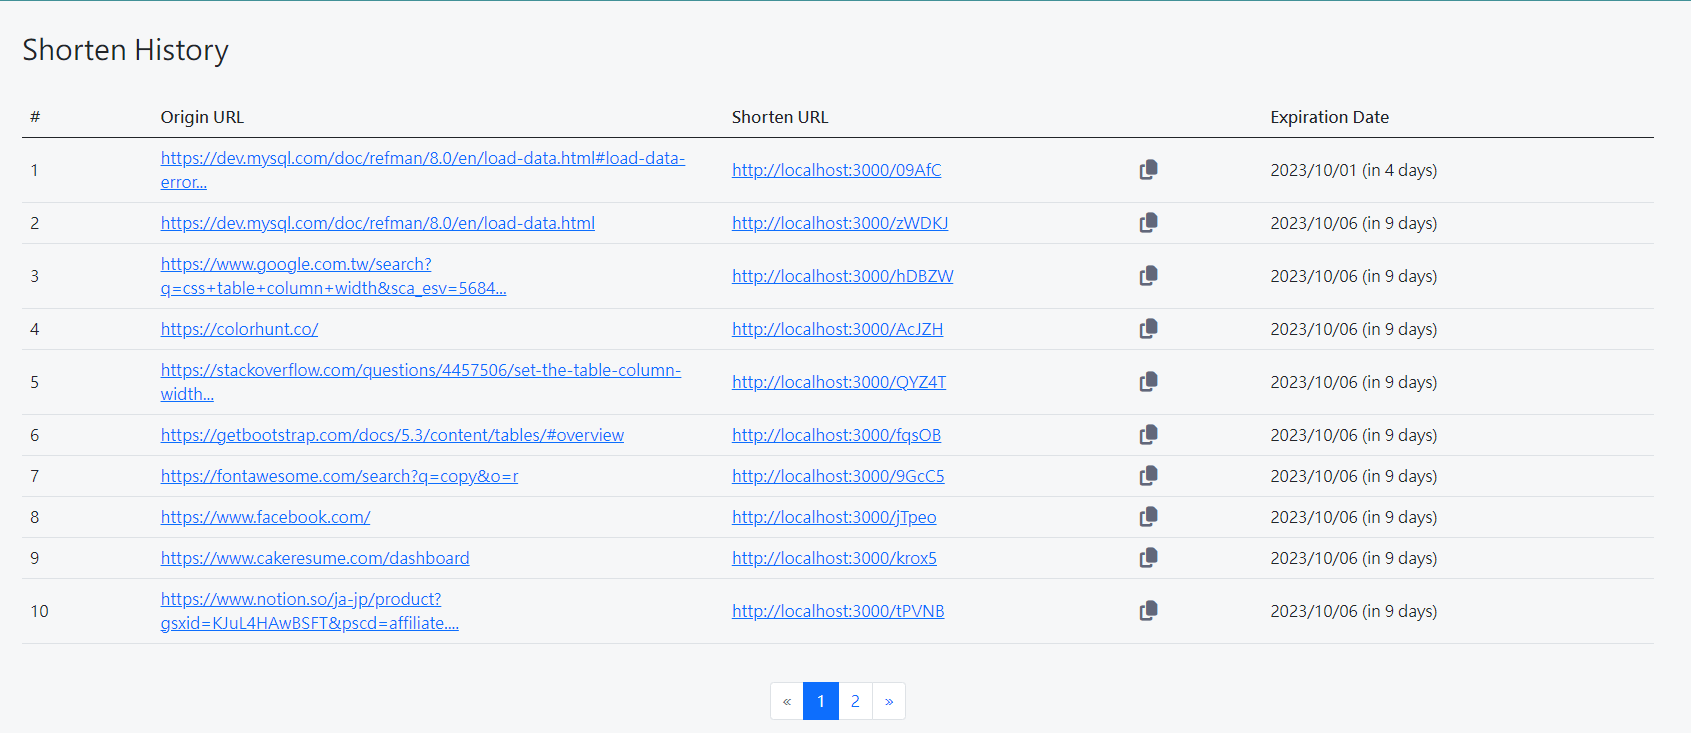 Shorten History
# Origin URL Shorten URL Expiration Date
1 https://dev.mysql.com/doc/refman/8.0/en/load-data.html#load-data-
error... http://localhost:3000/09AfC 2023/10/01 (in 4 days)
2 https://dev.mysql.com/doc/refman/8.0/en/load-data.html http://localhost:3000/zWDKJ 2023/10/06 (in 9 days)
3 https://www.google.com.tw/search?
q=css+table+column+width&sca_esv=5684... http://localhost:3000/hDBZW 2023/10/06 (in 9 days)
4 https://colorhunt.co/ http://localhost:3000/AcJZH 2023/10/06 (in 9 days)
5 https://stackoverflow.com/questions/4457506/set-the-table-column-
width... http://localhost:3000/QYZ4T 2023/10/06 (in 9 days)
6 https://getbootstrap.com/docs/5.3/content/tables/#overview http://localhost:3000/fqsOB 2023/10/06 (in 9 days)
7 https://fontawesome.com/search?q=copy&o=r http://localhost:3000/9GcC5 2023/10/06 (in 9 days)
8 https://www.facebook.com/ http://localhost:3000/jTpeo 2023/10/06 (in 9 days)
9 https://www.cakeresume.com/dashboard http://localhost:3000/krox5 2023/10/06 (in 9 days)
10 https://www.notion.so/ja-jp/product?
gsxid=KJuL4HAwBSFT&pscd=affiliate.... http://localhost:3000/tPVNB 2023/10/06 (in 9 days)
« 1 2 »